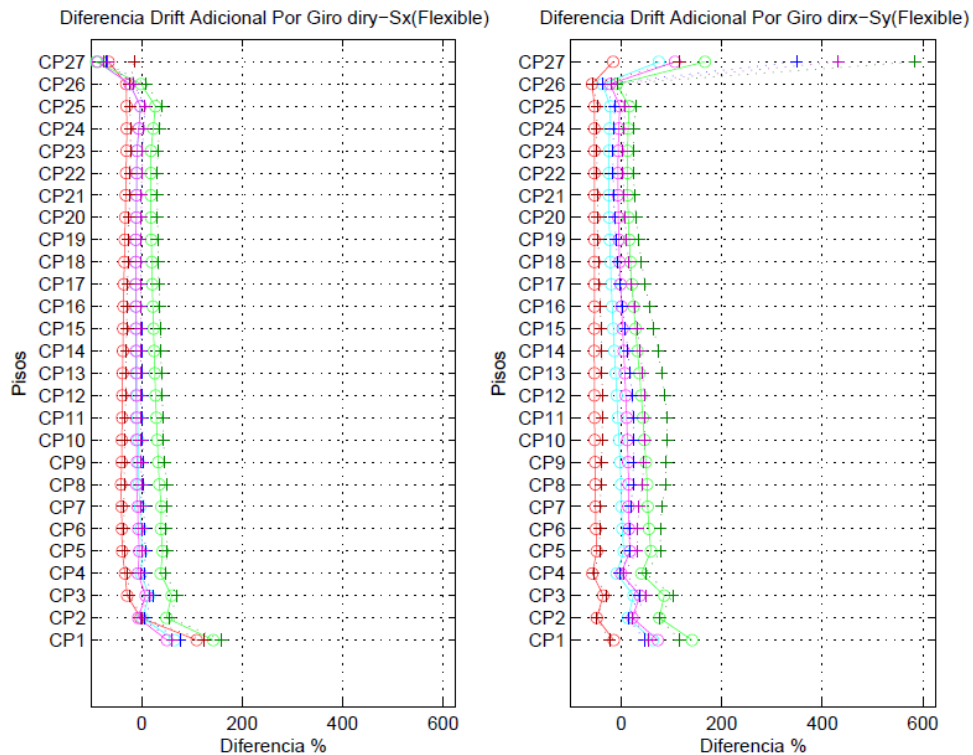 Diferencia Drift Adicional Por Giro diry−Sx(Flexible)
CP27
CP26
CP25
CP24
CP23
CP22
CP21
CP20
CP19
CP18
CP17
CP16
CP15
CP14
CP13
CP12
CP11
CP10
CP9
CP8
CP7
CP6
CP5
CP4
CP3
CP2
CP1
Pisos
0 200 400 600
Diferencia %
Diferencia Drift Adicional Por Giro dirx−Sy(Flexible)
CP27
CP26
CP25
CP24
CP23
CP22
CP21
CP20
CP19
CP18
CP17
CP16
CP15
CP14
CP13
CP12
CP11
CP10
CP9
CP8
CP7
CP6
CP5
CP4
CP3
CP2
CP1
Pisos
0 200 400 600
Diferencia %